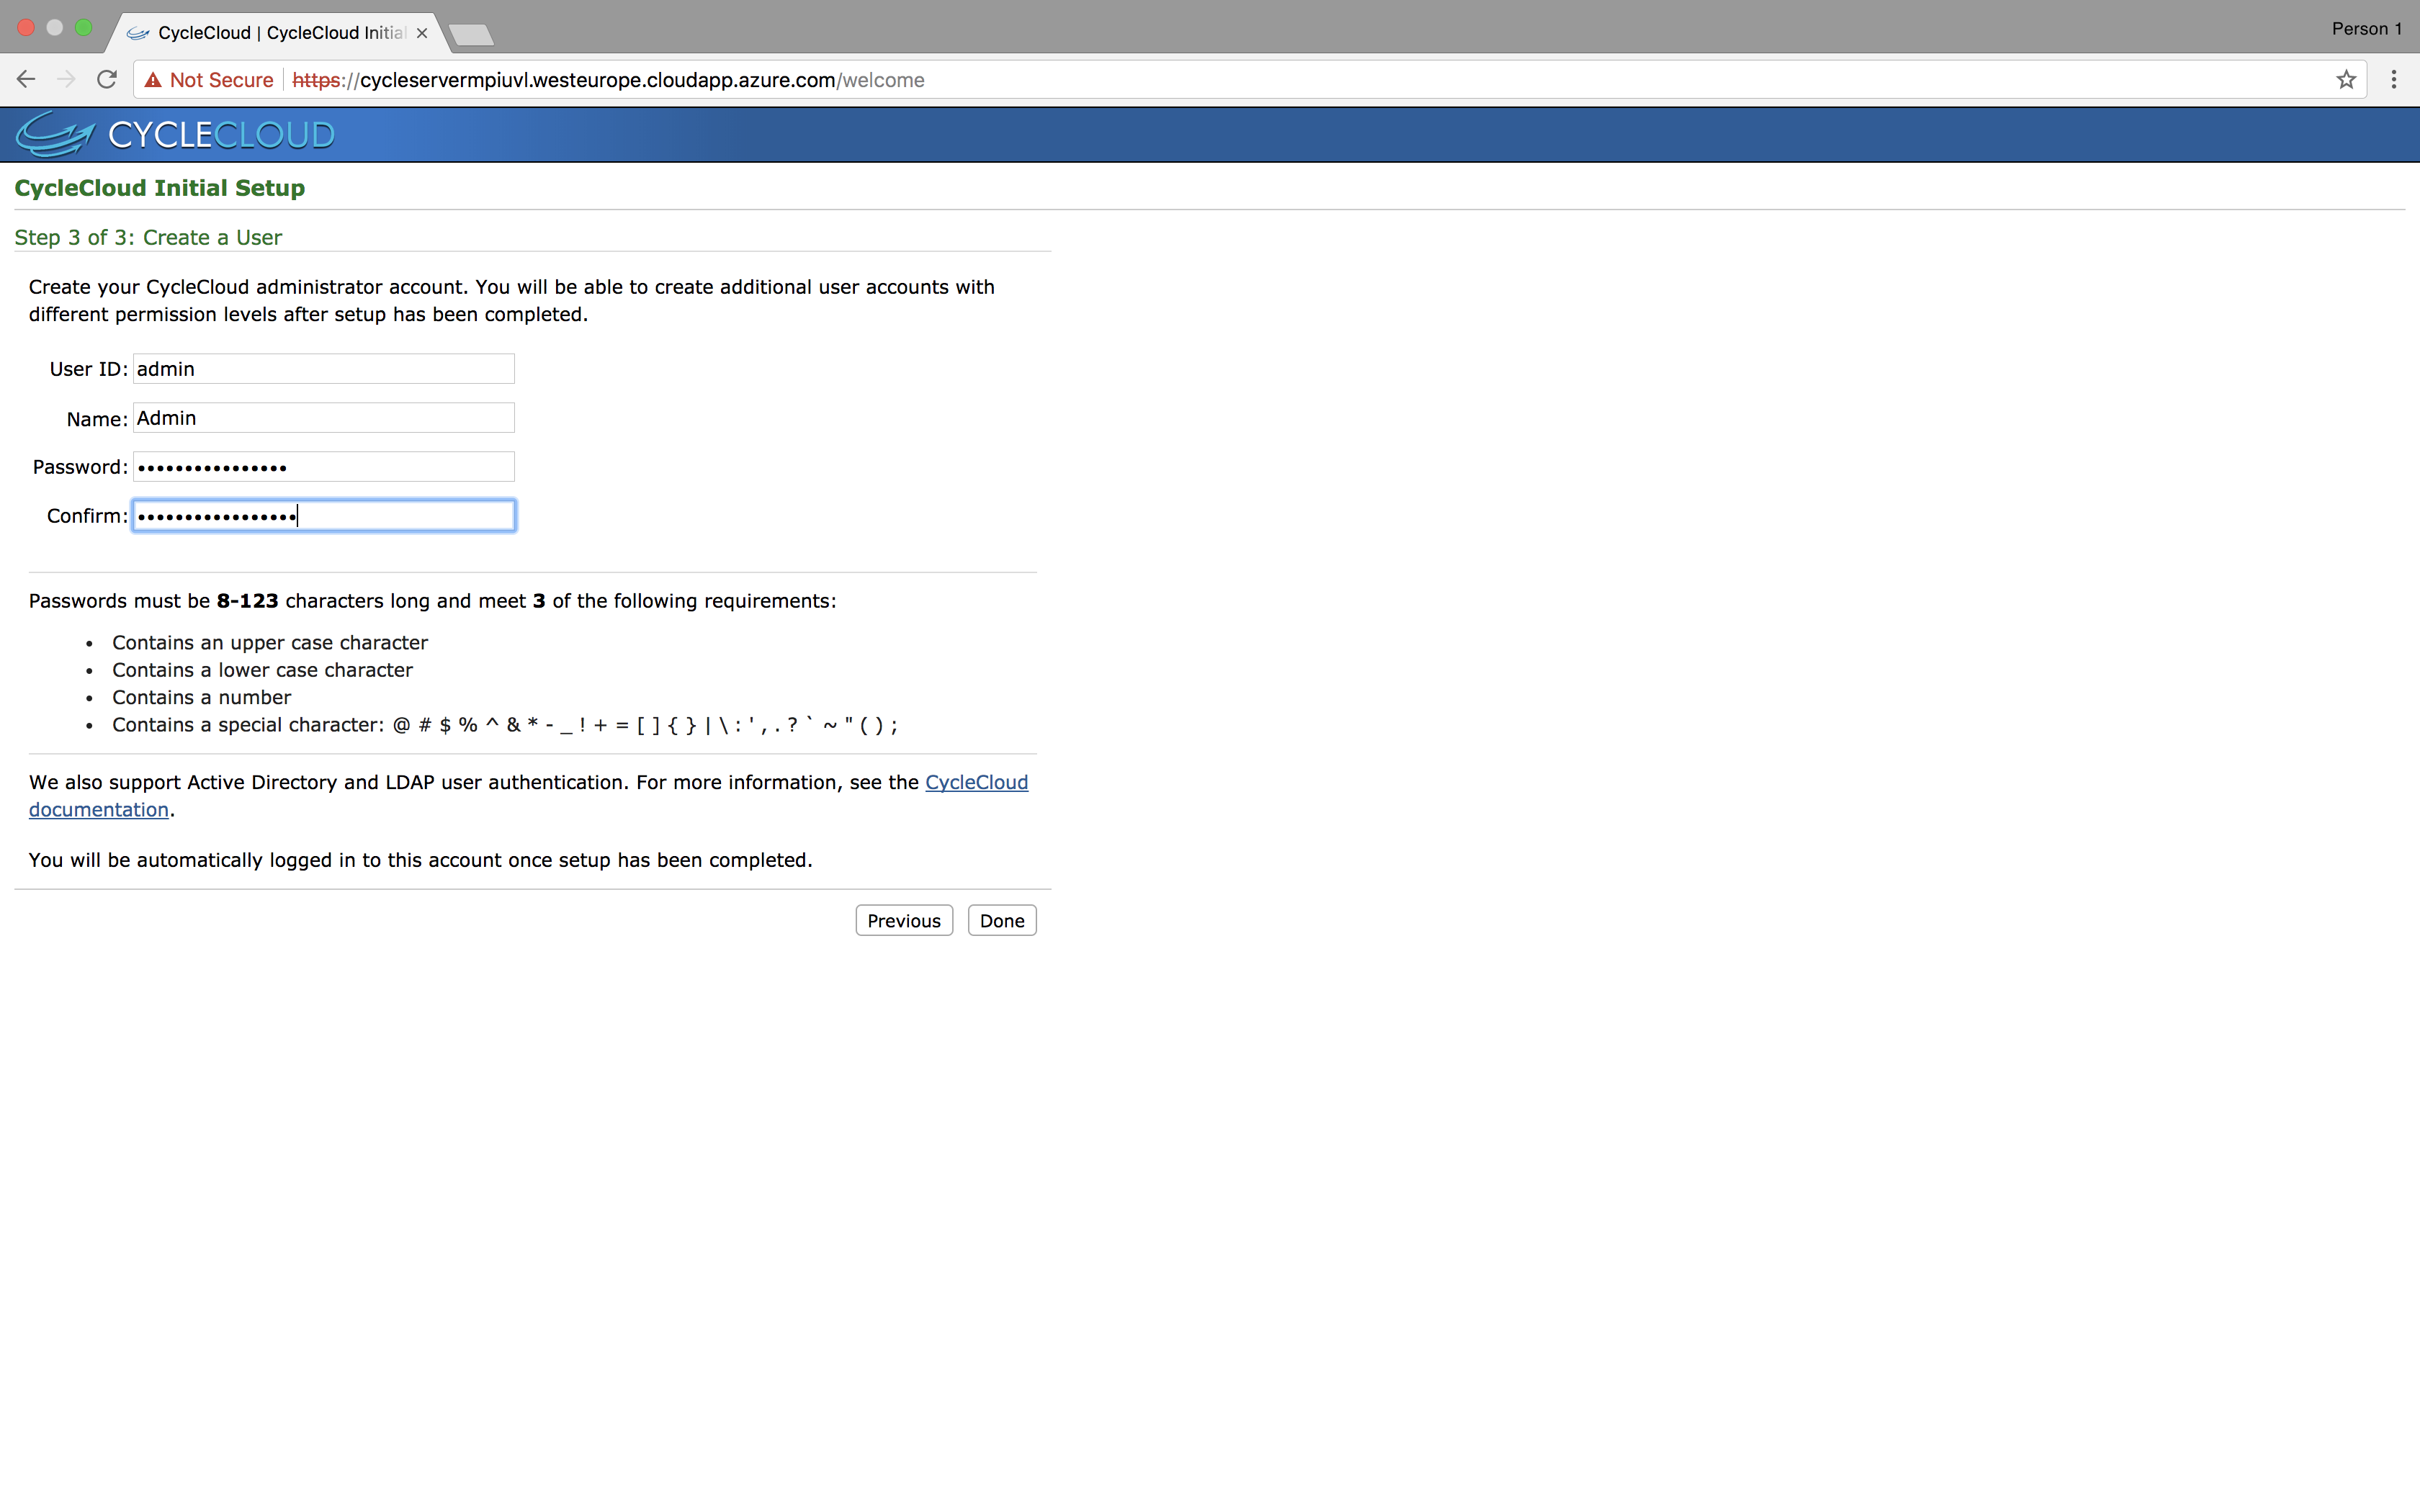 CycleCloud | CycleCloud Initial
Person 1
Not Secure https://cycleservermpiuvl.westeurope.cloudapp.azure.com/welcome
CYCLECLOUD
CycleCloud Initial Setup
Step 3 of 3: Create a User
Create your CycleCloud administrator account. You will be able to create additional user accounts with
different permission levels after setup has been completed.
User ID: admin
Name: Admin
Password: ••••••••••••••••
Confirm: •••••••••••••••••
Passwords must be 8-123 characters long and meet 3 of the following requirements:
• Contains an upper case character
• Contains a lower case character
• Contains a number
• Contains a special character: @ # $ % ^ & * - _ ! + = [ ] { } | \ : ' , . ? ` ~ " ( ) ;
We also support Active Directory and LDAP user authentication. For more information, see the CycleCloud
documentation.
You will be automatically logged in to this account once setup has been completed.
Previous Done